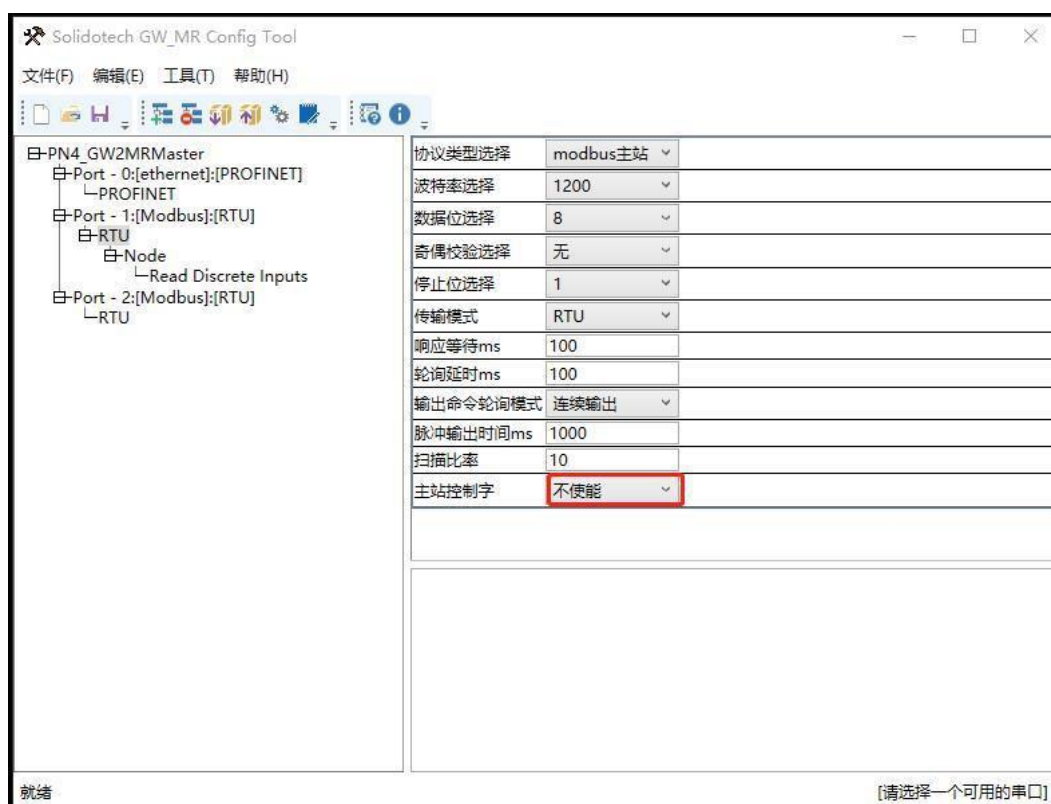 Solidotech GW_MR Config Tool
文件(F) 编辑(E) 工具(T) 帮助(H)
PN4_GW2MRMaster
Port - 0:[ethernet]:[PROFINET]
PROFINET
Port - 1:[Modbus]:[RTU]
RTU
Node
Read Discrete Inputs
Port - 2:[Modbus]:[RTU]
RTU
协议类型选择 modbus主站
波特率选择 1200
数据位选择 8
奇偶校验选择 无
停止位选择 1
传输模式 RTU
响应等待ms 100
轮询延时ms 100
输出命令轮询模式 连续输出
脉冲输出时间ms 1000
扫描比率 10
主站控制字 不使能
就绪 [请选择一个可用的串口]